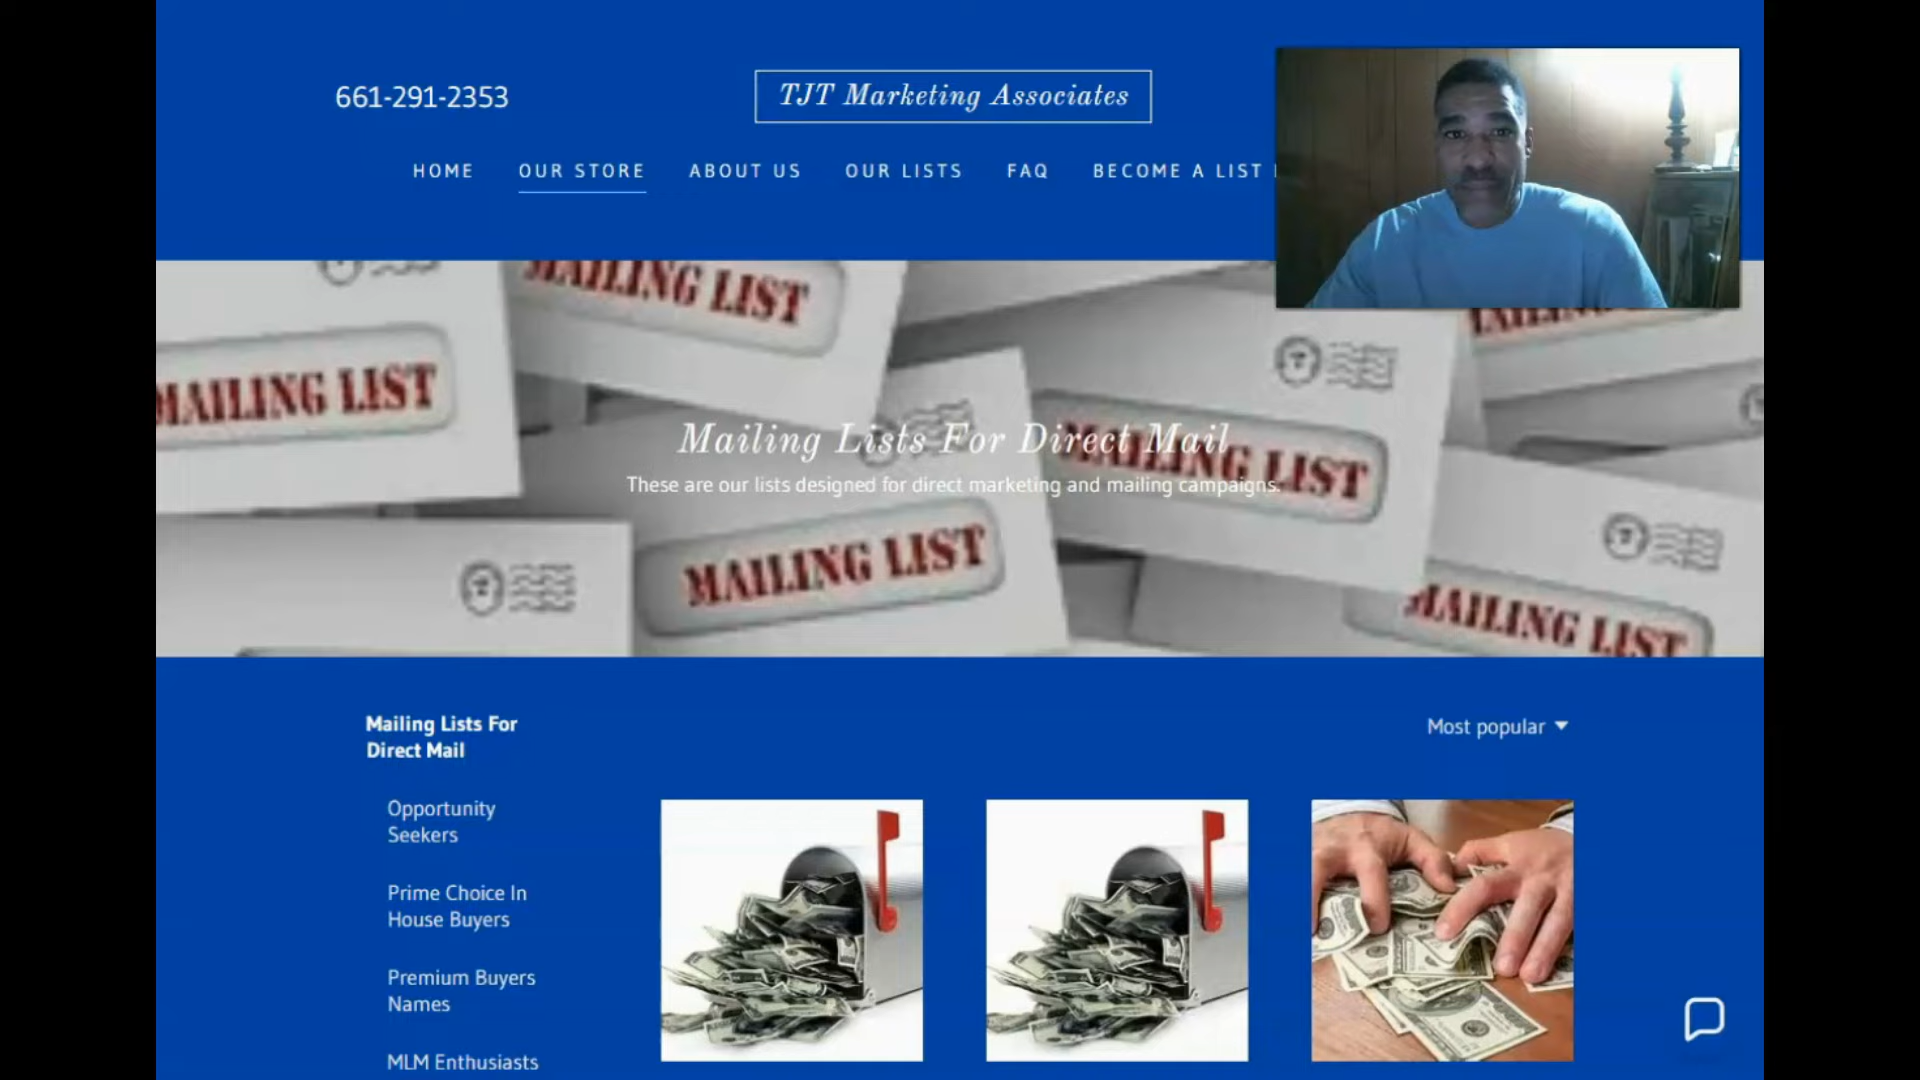 661-291-2353
TJT Marketing Associates
HOME
OUR STORE
ABOUT US
OUR LISTS
FAQ
BECOME A LIST
MAILING LIST
MAILING LIST
Mailing Lists For Direct Mail
MAILING LIST
These are our lists designed for direct marketing and mailing campaigns.
MAILING LIST
MAILING LIST
Mailing Lists For
Direct Mail
Most popular
Opportunity
Seekers
Prime Choice In
House Buyers
Premium Buyers
Names
MLM Enthusiasts